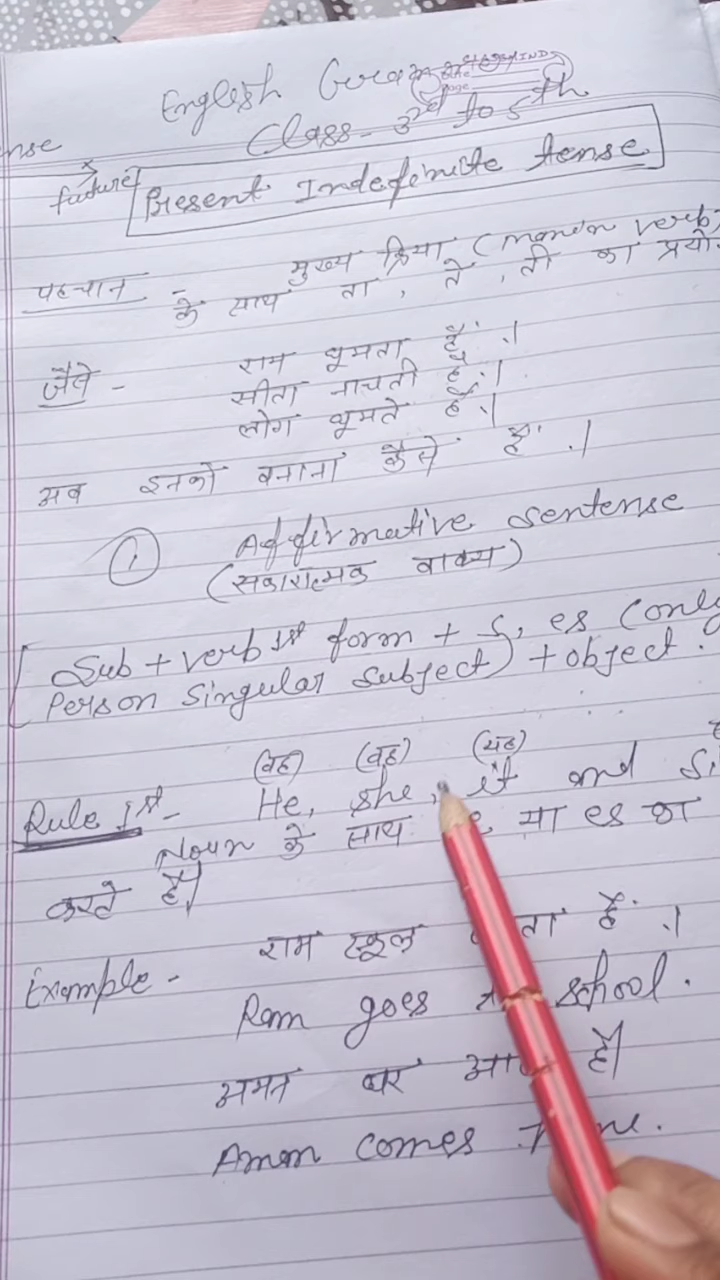 English
Class - 3rd to 5th
nse
future
Present Indefinite tense
पहचान - मुख्य क्रिया (main verb)
के साथ ता, ते, ती का
जैसे - राम घूमता है।
सीता नाचती है।
लोग घूमते हैं।
अब इनको बनाना कैसे हैं।
① Affirmative sentense
(सकारात्मक वाक्य)
[Sub + verb 1st form + s, es (only
Person Singular Subject) + object.
(वह) (वह) (यह)
Rule 1st - He, she, it and
Noun के साथ या es का
करते हैं।
Example - राम स्कूल है।
Ram goes school.
अमन घर है।
Aman comes